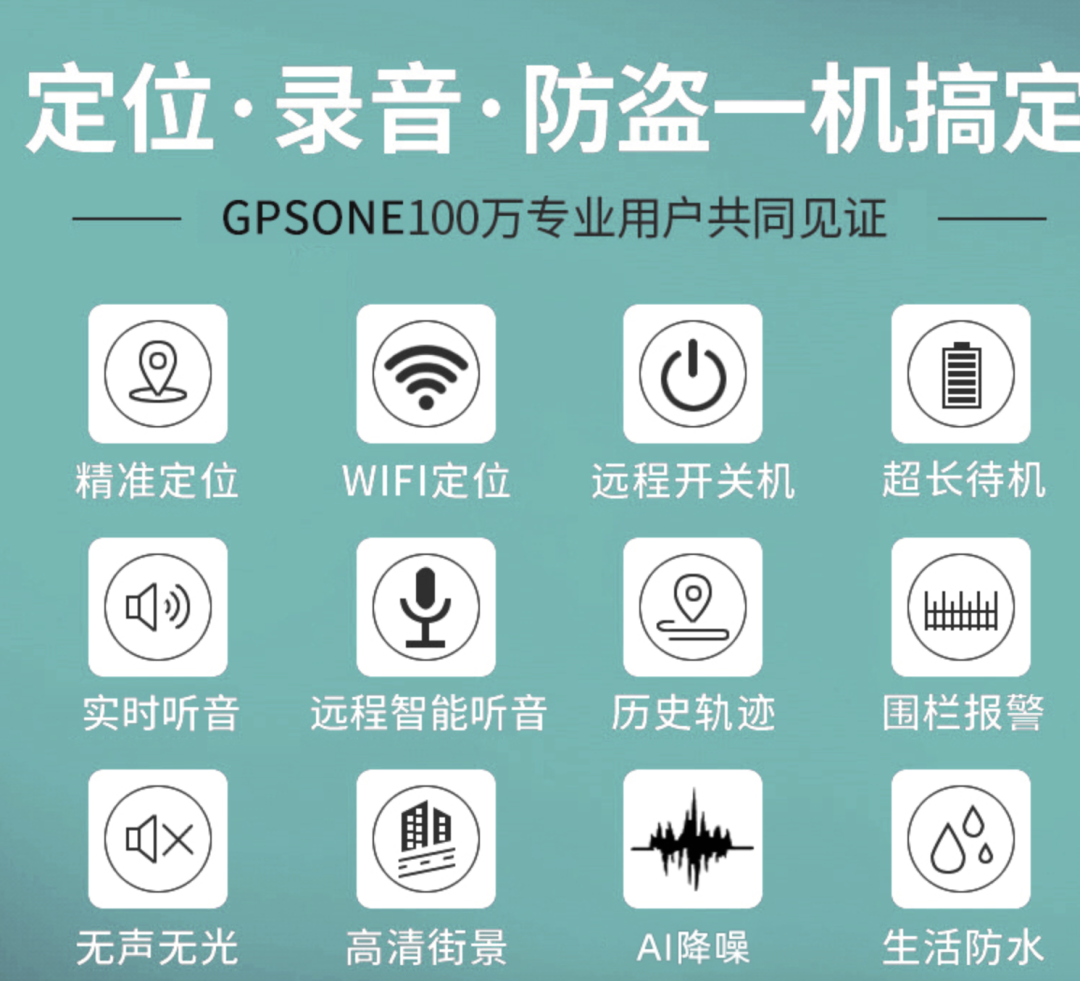 定位·录音·防盗一机搞定
GPSONE100万专业用户共同见证
精准定位 WIFI定位 远程开关机 超长待机
实时听音 远程智能听音 历史轨迹 围栏报警
无声无光 高清街景 AI降噪 生活防水